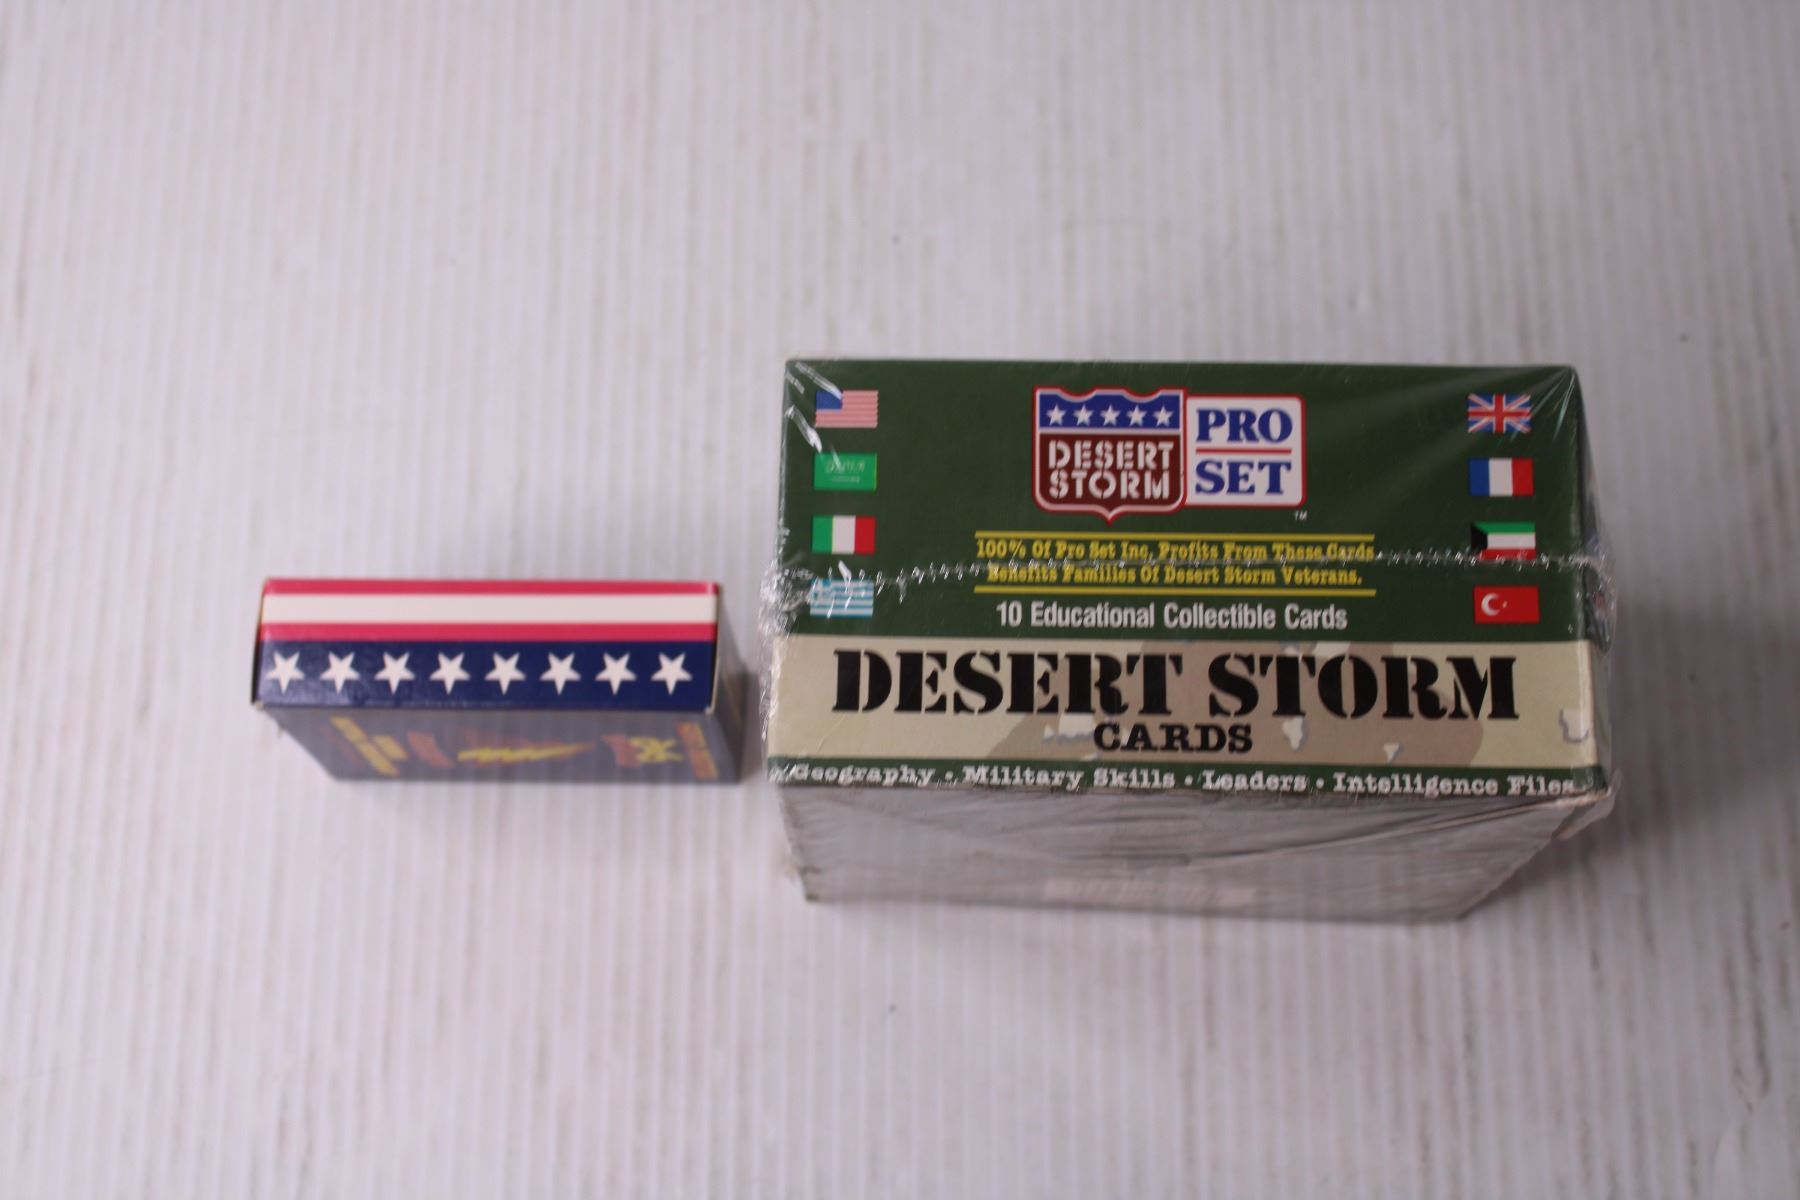 DESERT
STORM
PRO
SET
™
100% Of Pro Set Inc. Profits From These Cards
Benefits Families Of Desert Storm Veterans.
10 Educational Collectible Cards
DESERT STORM
CARDS
Geography • Military Skills • Leaders • Intelligence Files